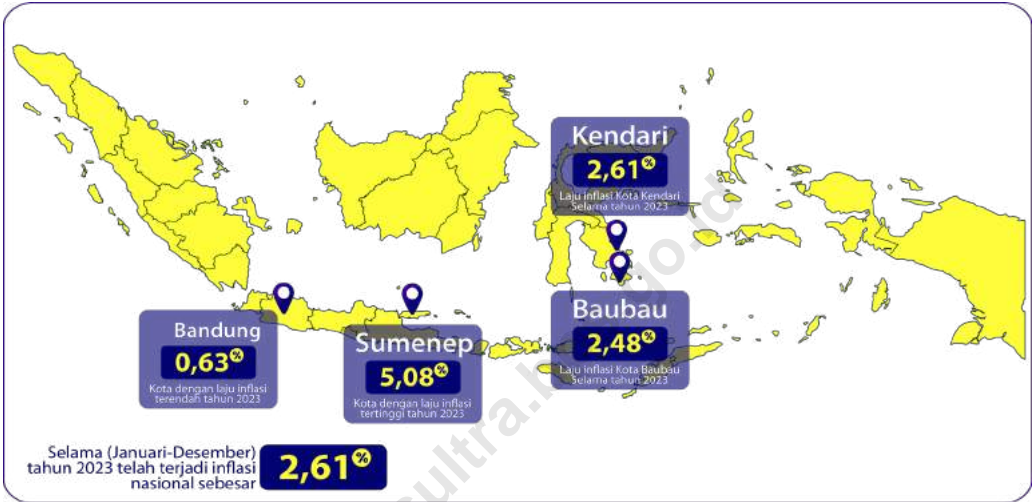 Kendari
2,61%
Laju inflasi Kota Kendari
Selama tahun 2023
Baubau
2,48%
Laju inflasi Kota Baubau
Selama tahun 2023
Bandung
0,63%
Kota dengan laju inflasi
terendah tahun 2023
Sumenep
5,08%
Kota dengan laju inflasi
tertinggi tahun 2023
Selama (Januari-Desember)
tahun 2023 telah terjadi inflasi
nasional sebesar
2,61%